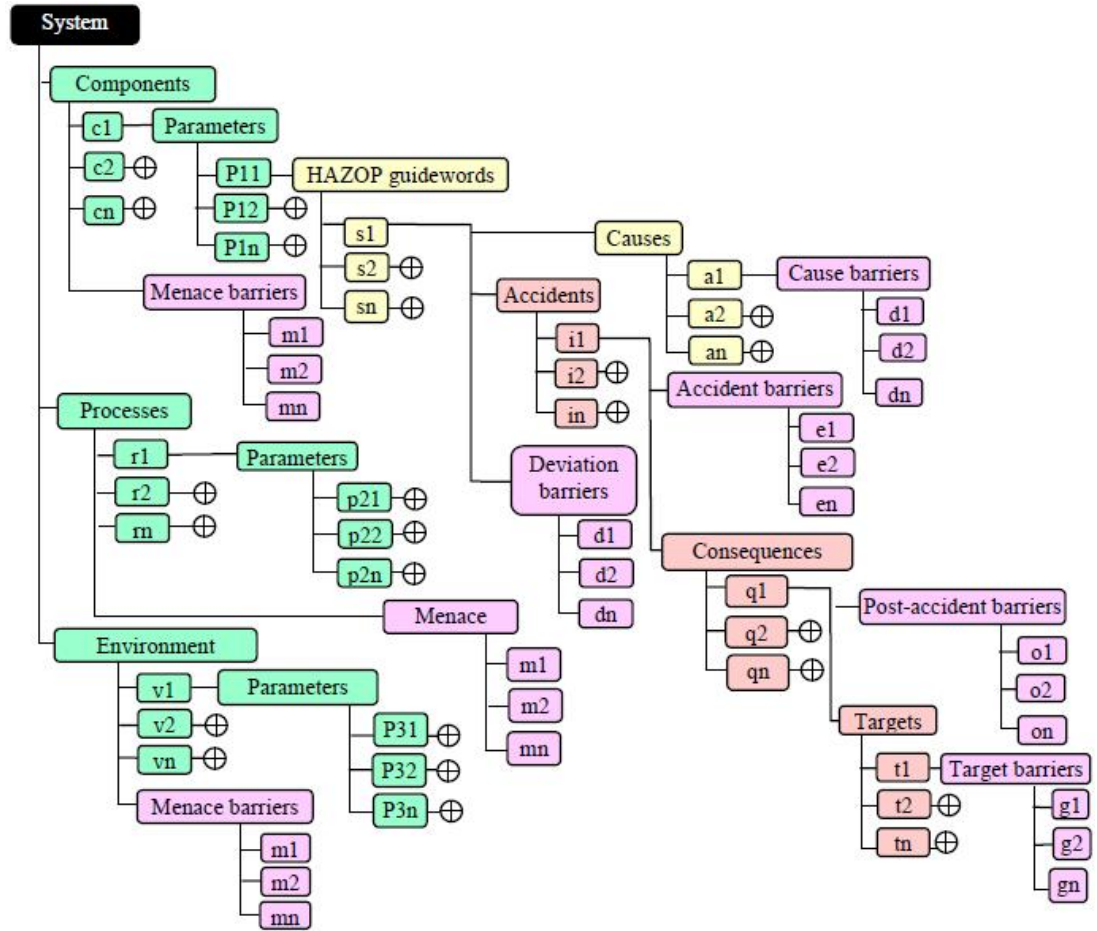 System
Components
c1
Parameters
c2
cn
P11
P12
P1n
HAZOP guidewords
s1
s2
sn
Menace barriers
m1
m2
mn
Causes
a1
a2
an
Cause barriers
d1
d2
dn
Accidents
i1
i2
in
Accident barriers
e1
e2
en
Deviation
barriers
d1
d2
dn
Consequences
q1
q2
qn
Post-accident barriers
o1
o2
on
Targets
t1
t2
tn
Target barriers
g1
g2
gn
Processes
r1
r2
rn
Parameters
p21
p22
p2n
Menace
m1
m2
mn
Environment
v1
v2
vn
Parameters
P31
P32
P3n
Menace barriers
m1
m2
mn